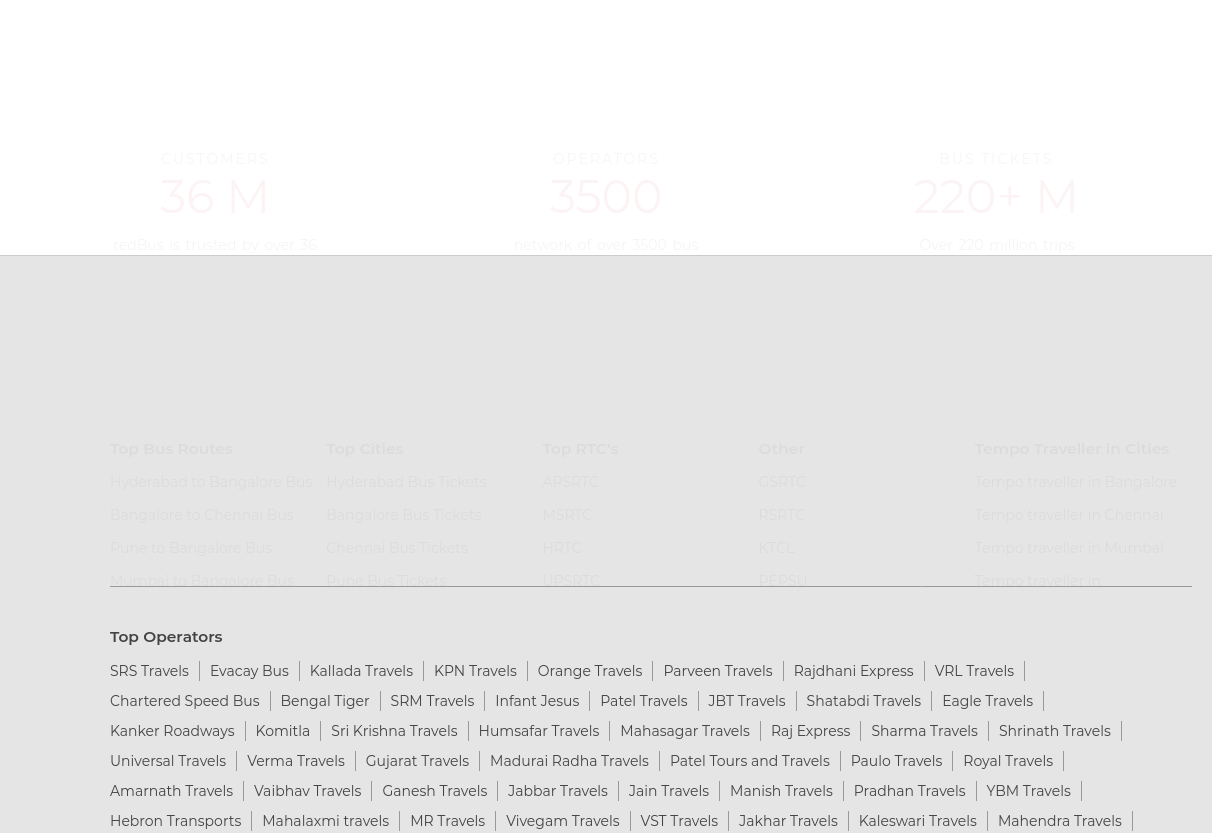 CUSTOMERS OPERATORS BUS TICKETS
36 M 3500 220+ M
redBus is trusted by over 36 network of over 3500 bus Over 220 million trips
Top Bus Routes Top Cities Top RTC's Other Tempo Traveller in Cities
Hyderabad to Bangalore Bus Hyderabad Bus Tickets APSRTC GSRTC Tempo traveller in Bangalore
Bangalore to Chennai Bus Bangalore Bus Tickets MSRTC RSRTC Tempo traveller in Chennai
Pune to Bangalore Bus Chennai Bus Tickets HRTC KTCL Tempo traveller in Mumbai
Mumbai to Bangalore Bus Pune Bus Tickets UPSRTC PEPSU Tempo traveller in
Top Operators
SRS Travels Evacay Bus Kallada Travels KPN Travels Orange Travels Parveen Travels Rajdhani Express VRL Travels
Chartered Speed Bus Bengal Tiger SRM Travels Infant Jesus Patel Travels JBT Travels Shatabdi Travels Eagle Travels
Kanker Roadways Komitla Sri Krishna Travels Humsafar Travels Mahasagar Travels Raj Express Sharma Travels Shrinath Travels
Universal Travels Verma Travels Gujarat Travels Madurai Radha Travels Patel Tours and Travels Paulo Travels Royal Travels
Amarnath Travels Vaibhav Travels Ganesh Travels Jabbar Travels Jain Travels Manish Travels Pradhan Travels YBM Travels
Hebron Transports Mahalaxmi travels MR Travels Vivegam Travels VST Travels Jakhar Travels Kaleswari Travels Mahendra Travels